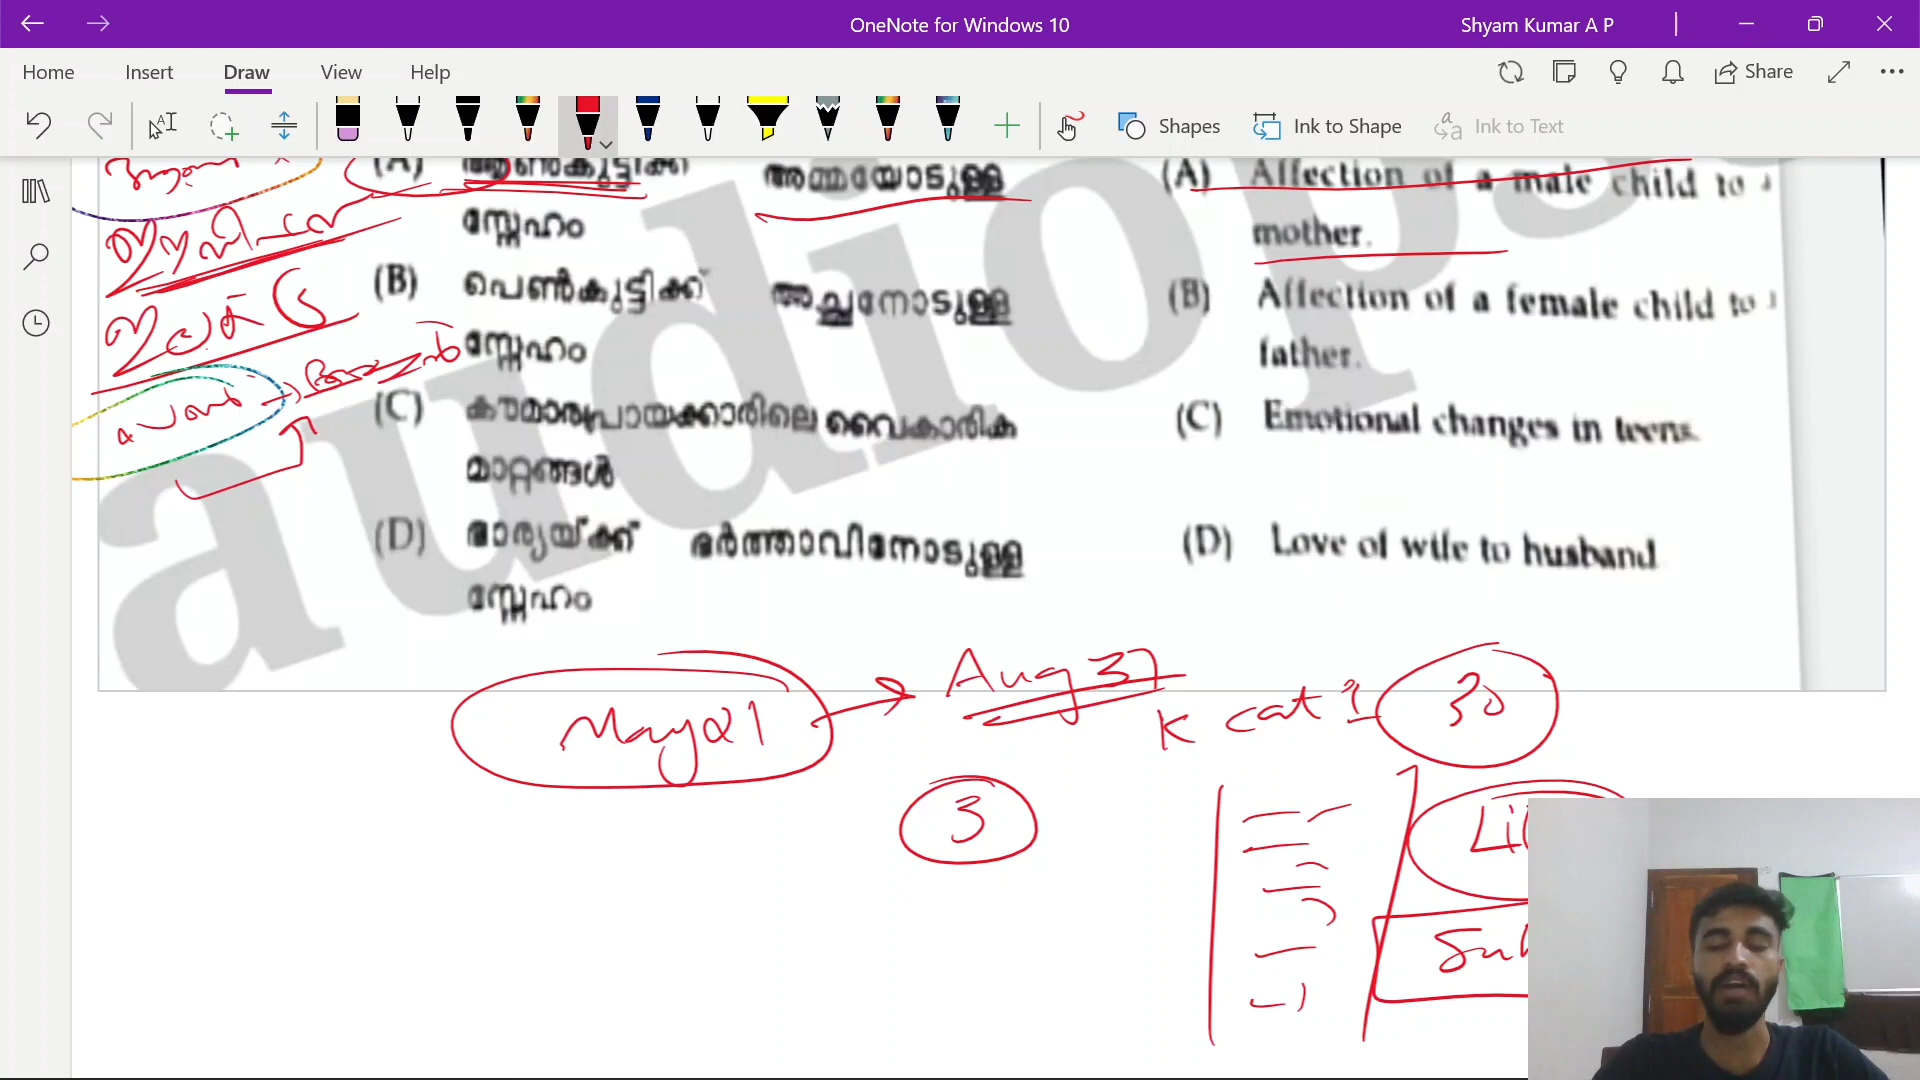 OneNote for Windows 10
Shyam Kumar A P
Home Insert Draw View Help
Share
Shapes Ink to Shape Ink to Text
(A) ആൺകുട്ടിക്ക് അമ്മയോടുള്ള
സ്നേഹം
(B) പെൺകുട്ടിക്ക് അച്ഛനോടുള്ള
സ്നേഹം
(C) കൗമാരപ്രായക്കാരിലെ വൈകാരിക
മാറ്റങ്ങൾ
(D) ഭാര്യയ്ക്ക് ഭർത്താവിനോടുള്ള
സ്നേഹം
(A) Affection of a male child to
mother.
(B) Affection of a female child to
father.
(C) Emotional changes in teens.
(D) Love of wife to husband
audiop
May 21
Aug 31
K cat 1
30
3